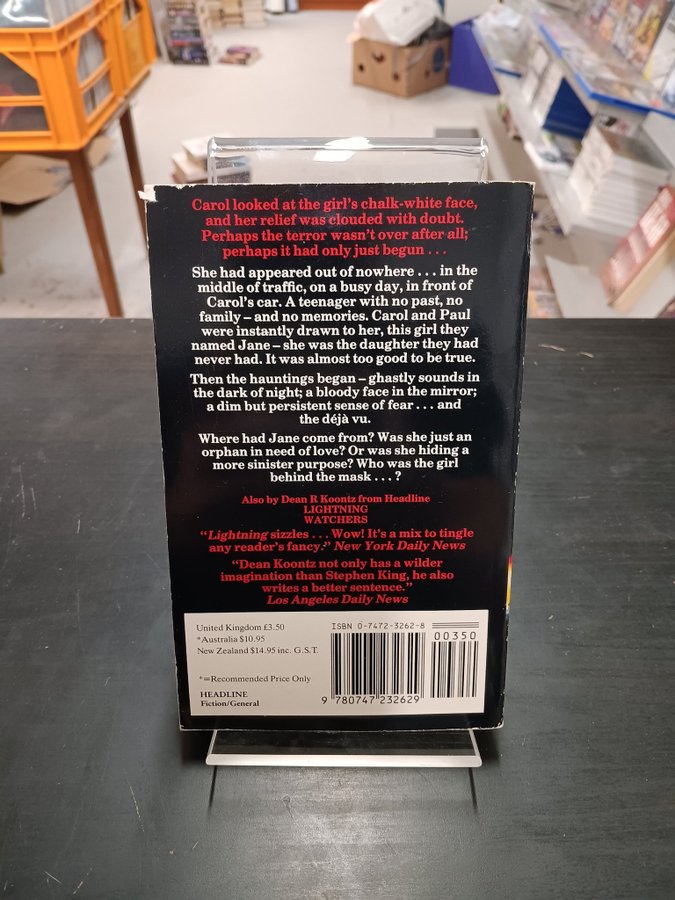 Carol looked at the girl's chalk-white face,
and her relief was clouded with doubt.
Perhaps the terror wasn't over after all;
perhaps it had only just begun . . .
She had appeared out of nowhere . . . in the
middle of traffic, on a busy day, in front of
Carol's car. A teenager with no past, no
family – and no memories. Carol and Paul
were instantly drawn to her, this girl they
named Jane – she was the daughter they had
never had. It was almost too good to be true.
Then the hauntings began – ghastly sounds in
the dark of night; a bloody face in the mirror;
a dim but persistent sense of fear . . . and
the déjà vu.
Where had Jane come from? Was she just an
orphan in need of love? Or was she hiding a
more sinister purpose? Who was the girl
behind the mask . . . ?
Also by Dean R Koontz from Headline
LIGHTNING
WATCHERS
“Lightning sizzles . . . Wow! It's a mix to tingle
any reader's fancy.” New York Daily News
“Dean Koontz not only has a wilder
imagination than Stephen King, he also
writes a better sentence.”
Los Angeles Daily News
United Kingdom £3.50
*Australia $10.95
New Zealand $14.95 inc. G.S.T.
*=Recommended Price Only
HEADLINE
Fiction/General
ISBN 0-7472-3262-8
00350
9 780747 232629